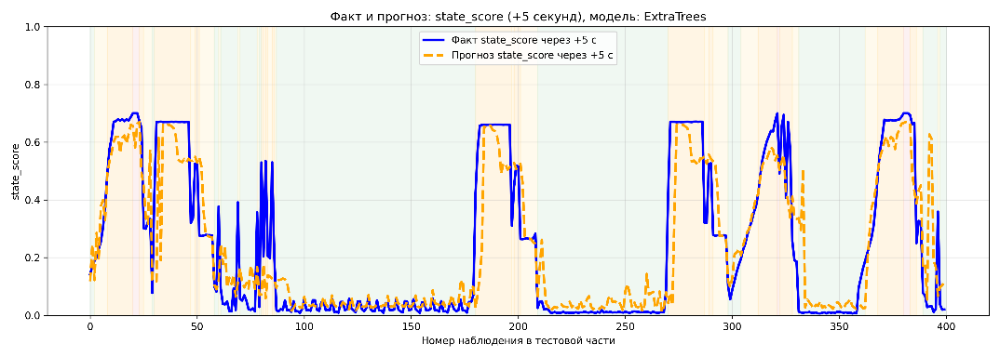 Факт и прогноз: state_score (+5 секунд), модель: ExtraTrees
1.0
Факт state_score через +5 с
Прогноз state_score через +5 с
0.8
0.6
state_score
0.4
0.2
0.0
0 50 100 150 200 250 300 350 400
Номер наблюдения в тестовой части